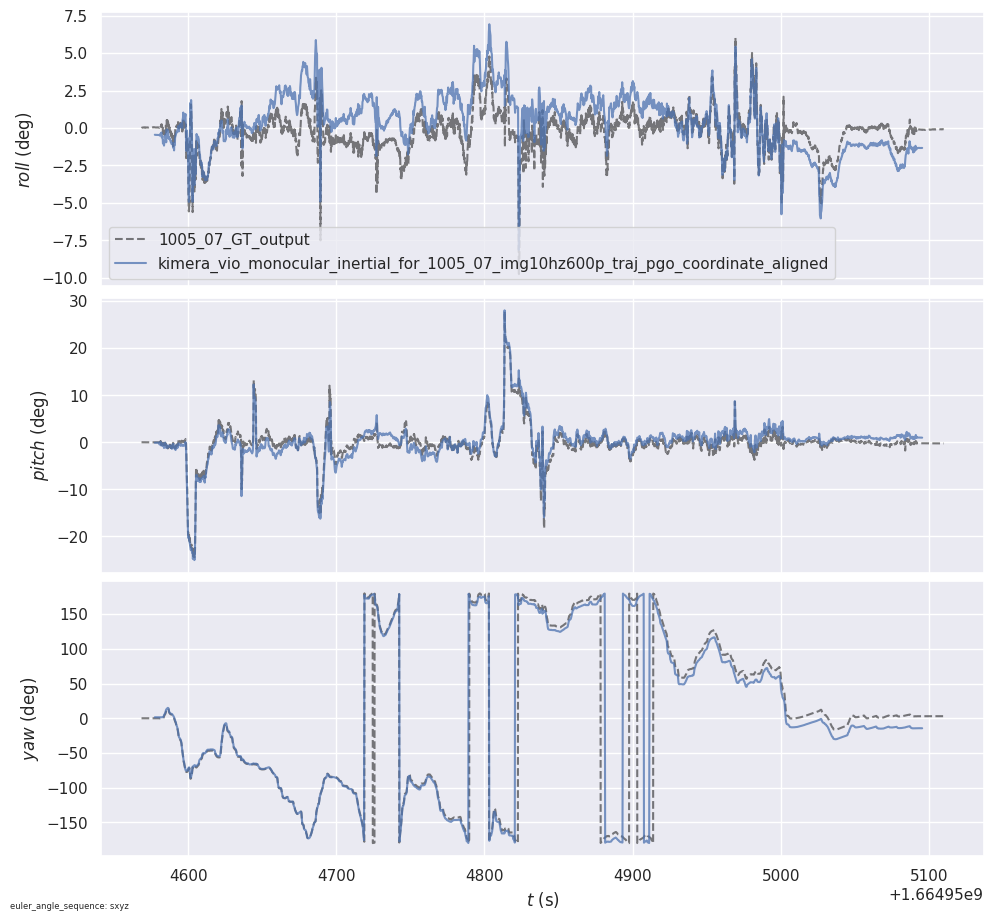 7.5
5.0
2.5
0.0
−2.5
−5.0
−7.5
−10.0
roll (deg)
1005_07_GT_output
kimera_vio_monocular_inertial_for_1005_07_img10hz600p_traj_pgo_coordinate_aligned
30
20
10
0
−10
−20
pitch (deg)
150
100
50
0
−50
−100
−150
yaw (deg)
4600 4700 4800 4900 5000 5100
+1.66495e9
t (s)
euler_angle_sequence: sxyz